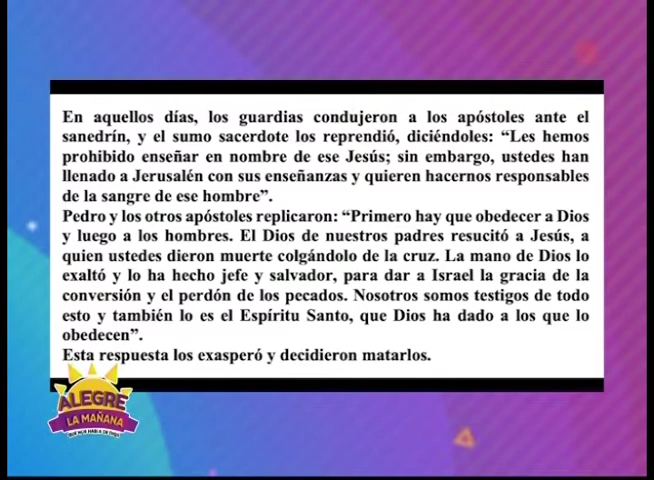 En aquellos días, los guardias condujeron a los apóstoles ante el
sanedrín, y el sumo sacerdote los reprendió, diciéndoles: “Les hemos
prohibido enseñar en nombre de ese Jesús; sin embargo, ustedes han
llenado a Jerusalén con sus enseñanzas y quieren hacernos responsables
de la sangre de ese hombre”.
Pedro y los otros apóstoles replicaron: “Primero hay que obedecer a Dios
y luego a los hombres. El Dios de nuestros padres resucitó a Jesús, a
quien ustedes dieron muerte colgándolo de la cruz. La mano de Dios lo
exaltó y lo ha hecho jefe y salvador, para dar a Israel la gracia de la
conversión y el perdón de los pecados. Nosotros somos testigos de todo
esto y también lo es el Espíritu Santo, que Dios ha dado a los que lo
obedecen”.
Esta respuesta los exasperó y decidieron matarlos.
ALEGRE
LA MAÑANA